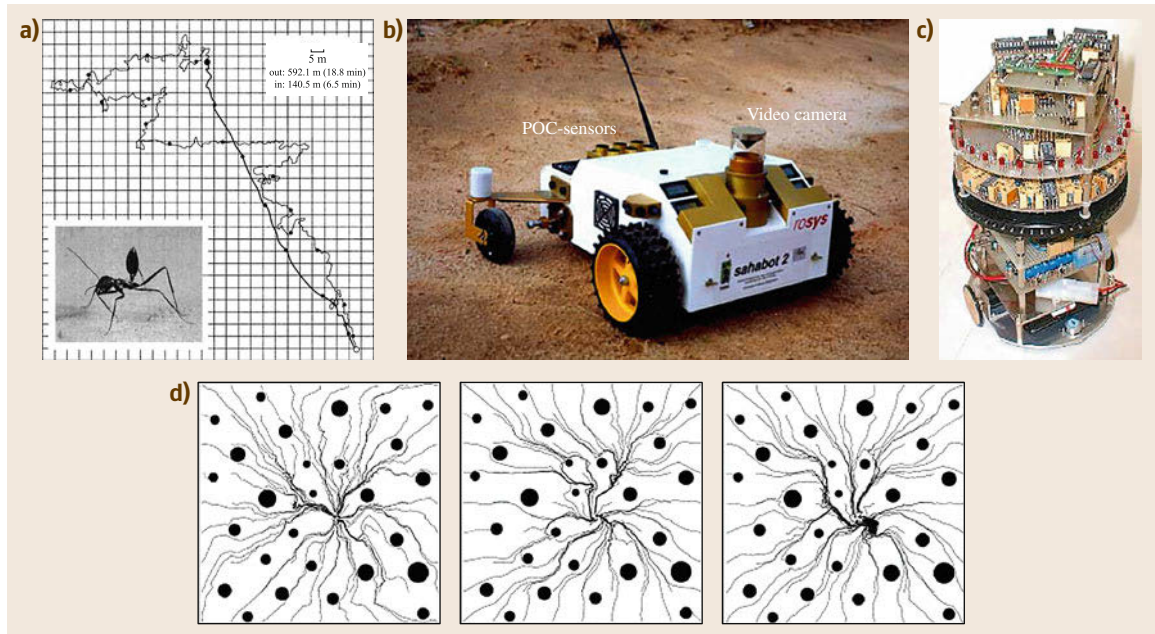 a)
5 m
out: 592.1 m (18.8 min)
in: 140.5 m (6.5 min)
b)
POC-sensors
Video camera
rosys
sahabot 2
c)
d)